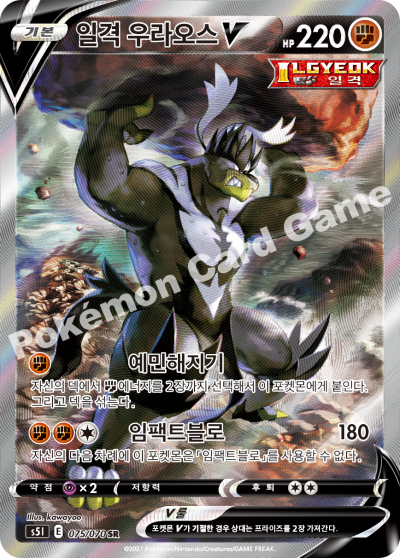 기본 일격 우라오스 V HP 220
ILGYEOK
일격
Pokemon Card Game
예민해지기
자신의 덱에서 에너지를 2장까지 선택해서 이 포켓몬에게 붙인다.
그리고 덱을 섞는다.
임팩트블로 180
자신의 다음 차례에 이 포켓몬은 「임팩트블로」를 사용할 수 없다.
약점 ×2 저항력 후퇴
Illus. kawayoo
V룰
s5I E 075/070 SR
포켓몬 V가 기절한 경우 상대는 프라이즈를 2장 가져간다.
©2021 Pokémon/Nintendo/Creatures/GAME FREAK.